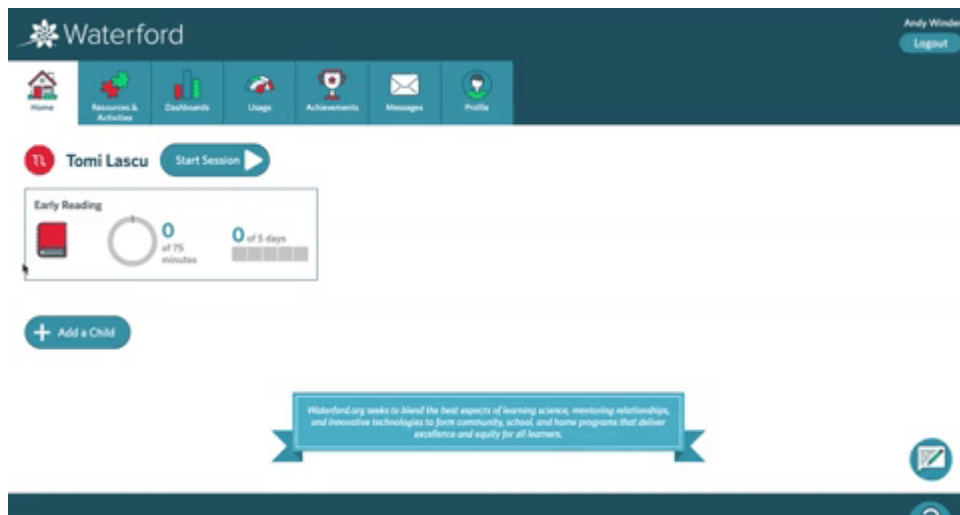 Waterford
Andy Winder
Logout
Home
Resources &
Activities
Dashboards
Usage
Achievements
Messages
Profile
TL
Tomi Lascu
Start Session
Early Reading
0
of 75
minutes
0 of 5 days
Add a Child
Waterford.org seeks to blend the best aspects of learning science, mentoring relationships,
and innovative technologies to form community, school, and home programs that deliver
excellence and equity for all learners.